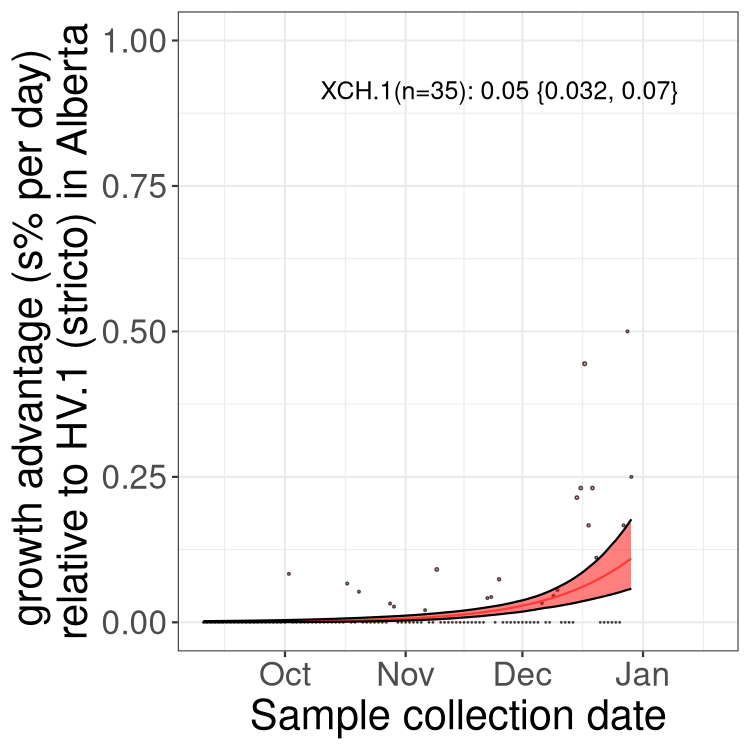 growth advantage (s% per day)
relative to HV.1 (stricto) in Alberta
1.00
0.75
0.50
0.25
0.00
XCH.1(n=35): 0.05 {0.032, 0.07}
Oct Nov Dec Jan
Sample collection date